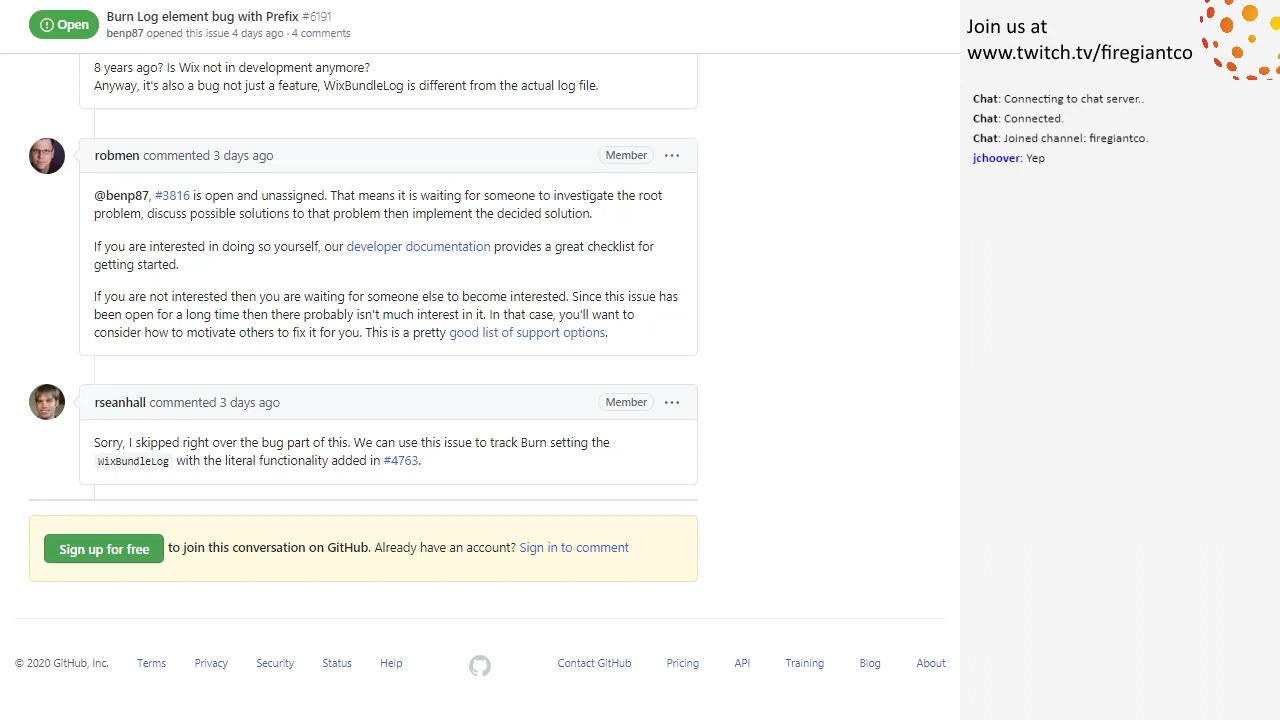 Open
Burn Log element bug with Prefix #6191
benp87 opened this issue 4 days ago · 4 comments
8 years ago? Is Wix not in development anymore?
Anyway, it's also a bug not just a feature, WixBundleLog is different from the actual log file.
robmen commented 3 days ago
Member
@benp87, #3816 is open and unassigned. That means it is waiting for someone to investigate the root
problem, discuss possible solutions to that problem then implement the decided solution.
If you are interested in doing so yourself, our developer documentation provides a great checklist for
getting started.
If you are not interested then you are waiting for someone else to become interested. Since this issue has
been open for a long time then there probably isn't much interest in it. In that case, you'll want to
consider how to motivate others to fix it for you. This is a pretty good list of support options.
rseanhall commented 3 days ago
Member
Sorry, I skipped right over the bug part of this. We can use this issue to track Burn setting the
WixBundleLog with the literal functionality added in #4763.
Sign up for free to join this conversation on GitHub. Already have an account? Sign in to comment
© 2020 GitHub, Inc. Terms Privacy Security Status Help Contact GitHub Pricing API Training Blog About
Join us at
www.twitch.tv/firegiantco
Chat: Connecting to chat server..
Chat: Connected.
Chat: Joined channel: firegiantco.
jchoover: Yep